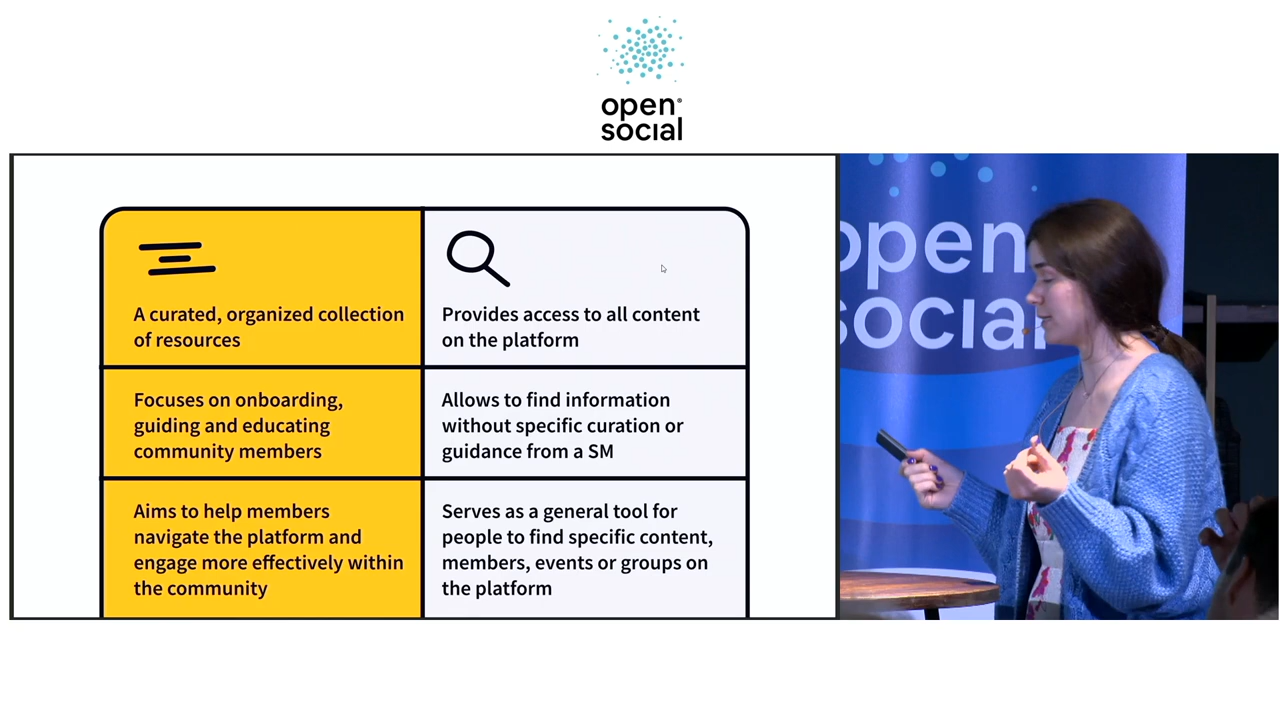 open®
social
A curated, organized collection
of resources
Provides access to all content
on the platform
Focuses on onboarding,
guiding and educating
community members
Allows to find information
without specific curation or
guidance from a SM
Aims to help members
navigate the platform and
engage more effectively within
the community
Serves as a general tool for
people to find specific content,
members, events or groups on
the platform
open
social